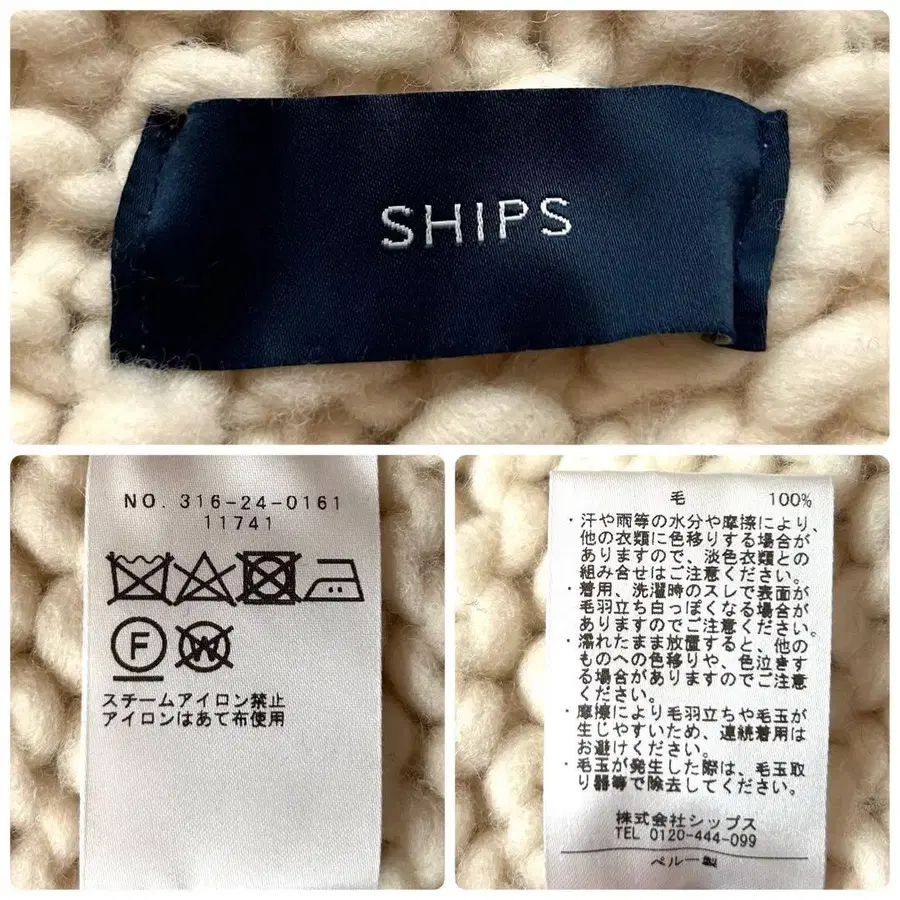 SHIPS
NO. 316-24-0161
11741
F
W
スチームアイロン禁止
アイロンはあて布使用
毛 100%
・汗や雨等の水分や摩擦により、
他の衣類に色移りする場合が
ありますので、淡色衣類との
組み合せはご注意ください。
・着用、洗濯時のスレで表面が
毛羽立ち白っぽくなる場合が
ありますのでご注意ください。
・濡れたまま放置すると、他の
ものへの色移りや、色泣きす
る場合がありますのでご注意
ください。
・摩擦により毛羽立ちや毛玉が
生じやすいため、連続着用は
お避けください。
・毛玉が発生した際は、毛玉取
り器等で除去してください。
株式会社シップス
TEL 0120-444-099
ペルー製